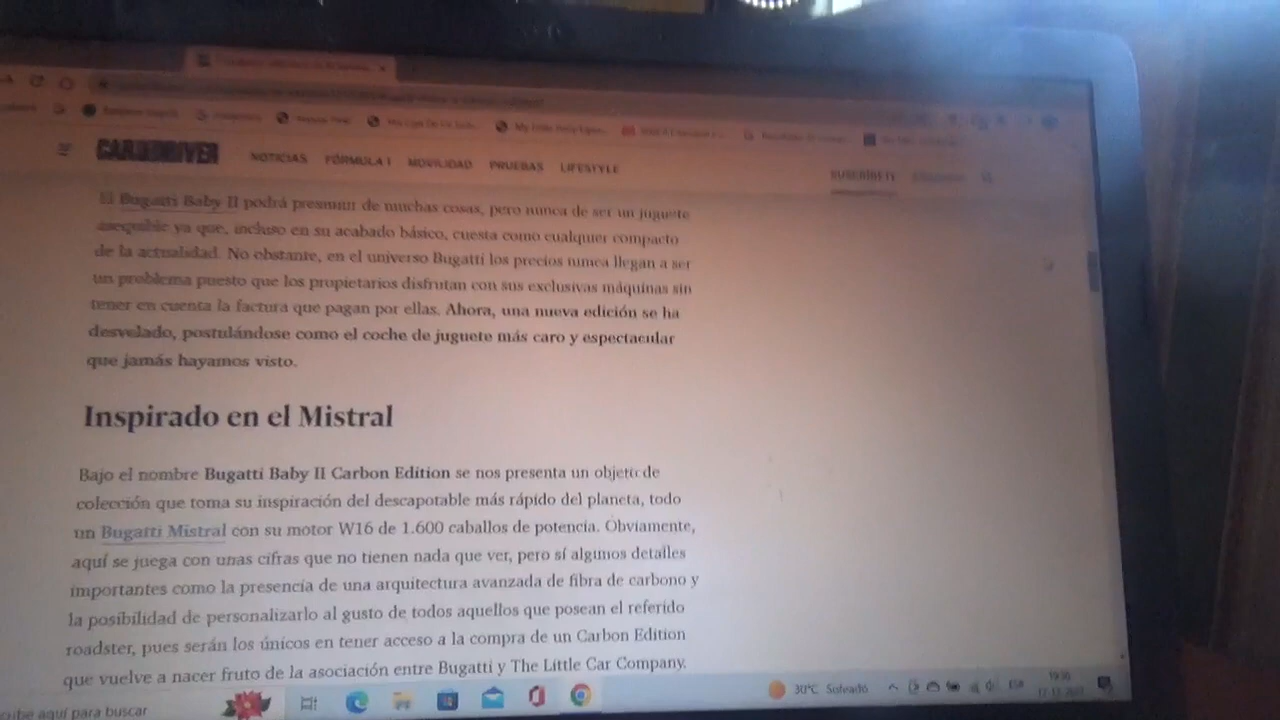 CAR AND DRIVER NOTICIAS FÓRMULA 1 MOVILIDAD PRUEBAS LIFESTYLE SUSCRÍBETE
El Bugatti Baby II podrá presumir de muchas cosas, pero nunca de ser un juguete
asequible ya que, incluso en su acabado básico, cuesta como cualquier compacto
de la actualidad. No obstante, en el universo Bugatti los precios nunca llegan a ser
un problema puesto que los propietarios disfrutan con sus exclusivas máquinas sin
tener en cuenta la factura que pagan por ellas. Ahora, una nueva edición se ha
desvelado, postulándose como el coche de juguete más caro y espectacular
que jamás hayamos visto.
Inspirado en el Mistral
Bajo el nombre Bugatti Baby II Carbon Edition se nos presenta un objeto de
colección que toma su inspiración del descapotable más rápido del planeta, todo
un Bugatti Mistral con su motor W16 de 1.600 caballos de potencia. Obviamente,
aquí se juega con unas cifras que no tienen nada que ver, pero sí algunos detalles
importantes como la presencia de una arquitectura avanzada de fibra de carbono y
la posibilidad de personalizarlo al gusto de todos aquellos que posean el referido
roadster, pues serán los únicos en tener acceso a la compra de un Carbon Edition
que vuelve a nacer fruto de la asociación entre Bugatti y The Little Car Company.
cribe aquí para buscar 30°C Soleado ESP